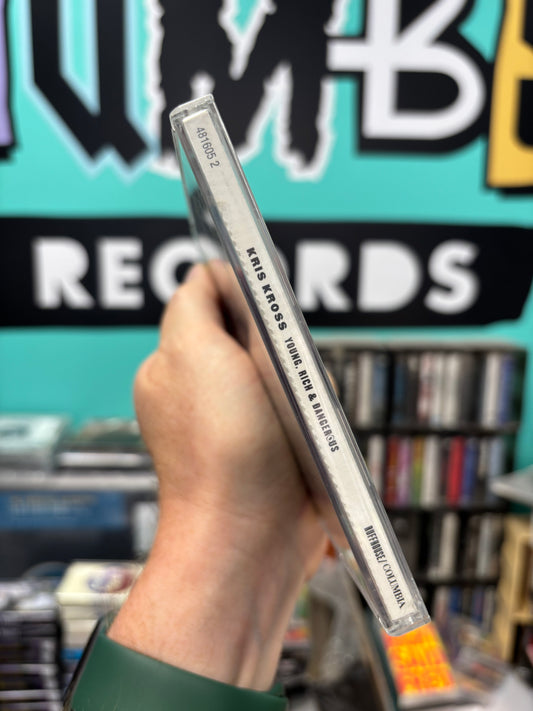 RECORDS
481605 2
KRIS KROSS YOUNG, RICH & DANGEROUS
RUFFHOUSE/COLUMBIA